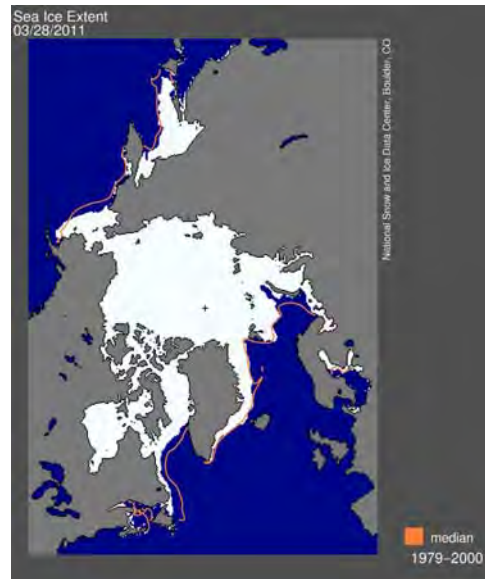 Sea Ice Extent
03/28/2011
National Snow and Ice Data Center, Boulder, CO
median
1979–2000